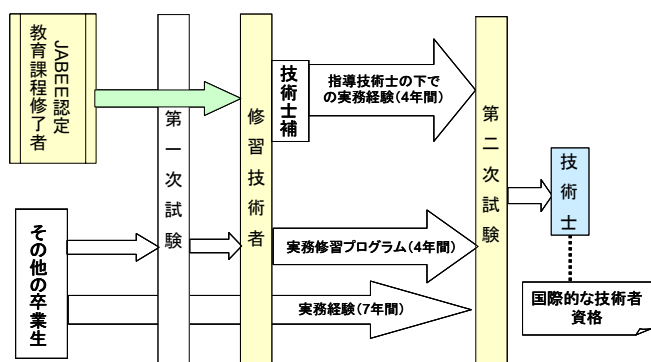 JABEE認定
教育課程修了者
第一次試験
修習技術者
技術士補
指導技術士の下で
の実務経験(4年間)
第二次試験
技術士
その他の卒業生
実務修習プログラム(4年間)
実務経験(7年間)
国際的な技術者
資格